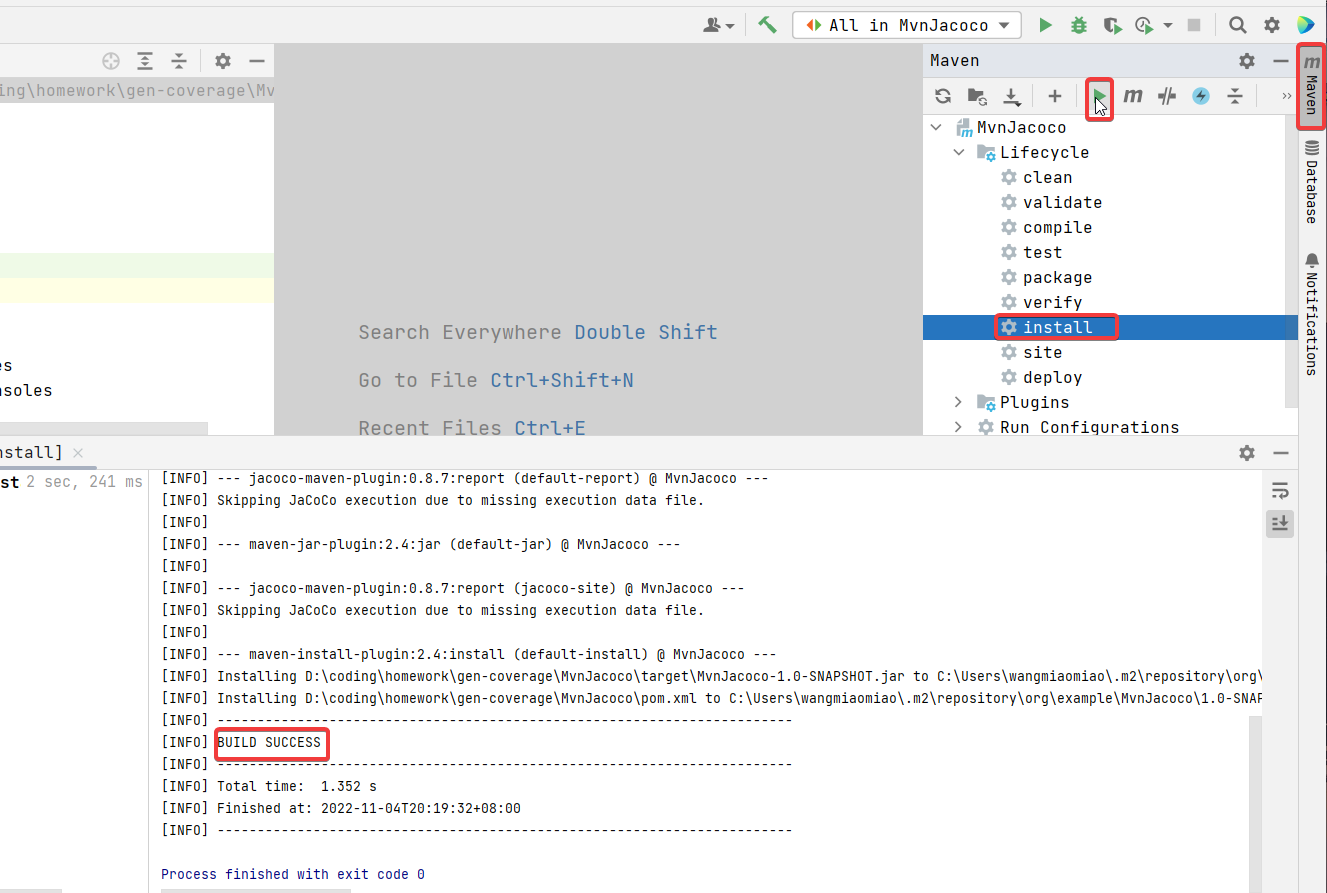 All in MvnJacoco
ing\homework\gen-coverage\Mv
Maven
m
Maven
m
MvnJacoco
Lifecycle
clean
validate
compile
test
package
verify
install
site
deploy
Plugins
Run Configurations
Database
Notifications
Search Everywhere Double Shift
Go to File Ctrl+Shift+N
Recent Files Ctrl+E
s
nsoles
nstall]
st 2 sec, 241 ms
[INFO] --- jacoco-maven-plugin:0.8.7:report (default-report) @ MvnJacoco ---
[INFO] Skipping JaCoCo execution due to missing execution data file.
[INFO]
[INFO] --- maven-jar-plugin:2.4:jar (default-jar) @ MvnJacoco ---
[INFO]
[INFO] --- jacoco-maven-plugin:0.8.7:report (jacoco-site) @ MvnJacoco ---
[INFO] Skipping JaCoCo execution due to missing execution data file.
[INFO]
[INFO] --- maven-install-plugin:2.4:install (default-install) @ MvnJacoco ---
[INFO] Installing D:\coding\homework\gen-coverage\MvnJacoco\target\MvnJacoco-1.0-SNAPSHOT.jar to C:\Users\wangmiaomiao\.m2\repository\org\
[INFO] Installing D:\coding\homework\gen-coverage\MvnJacoco\pom.xml to C:\Users\wangmiaomiao\.m2\repository\org\example\MvnJacoco\1.0-SNAP
[INFO] ------------------------------------------------------------------------
[INFO] BUILD SUCCESS
[INFO] ------------------------------------------------------------------------
[INFO] Total time:  1.352 s
[INFO] Finished at: 2022-11-04T20:19:32+08:00
[INFO] ------------------------------------------------------------------------
Process finished with exit code 0